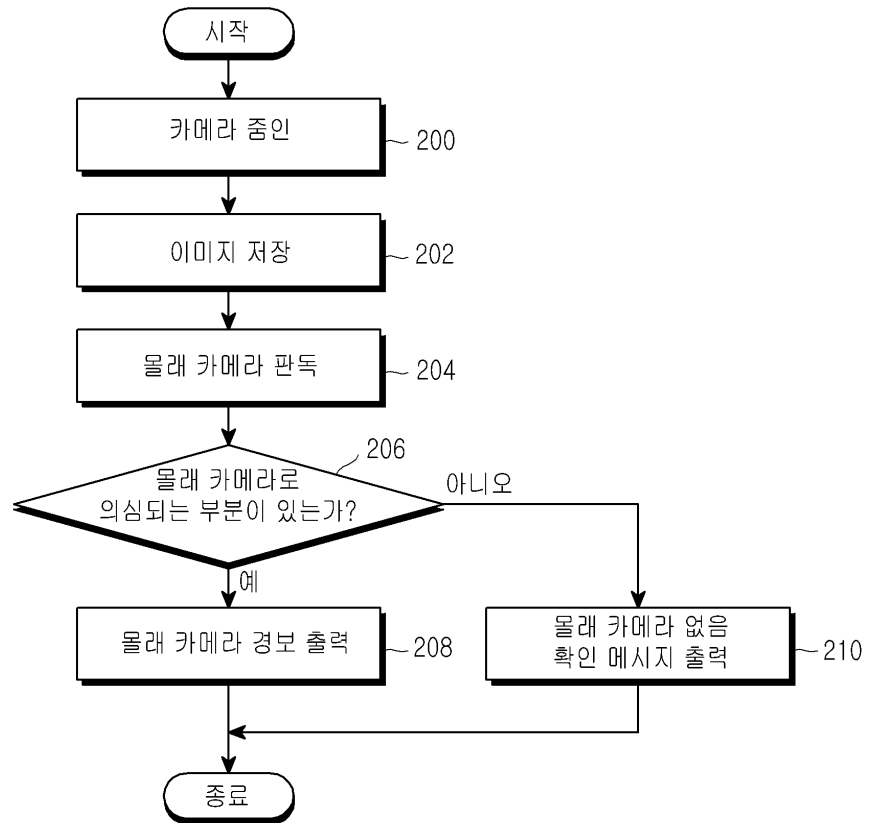 시작
카메라 줌인
200
이미지 저장
202
몰래 카메라 판독
204
206
몰래 카메라로
의심되는 부분이 있는가?
아니오
예
몰래 카메라 경보 출력
208
몰래 카메라 없음
확인 메시지 출력
210
종료